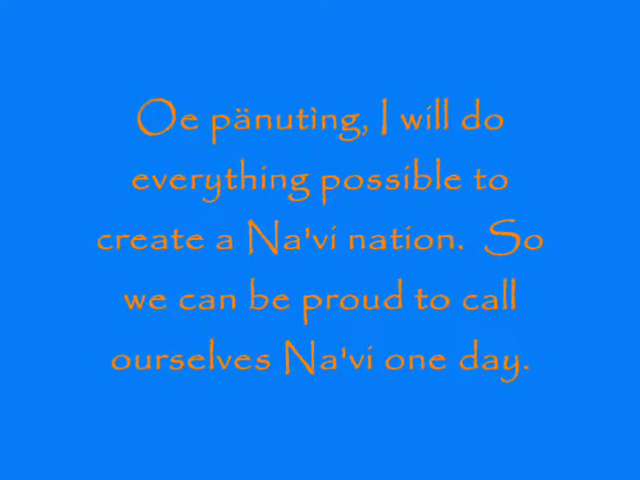 Oe pänutìng, I will do
everything possible to
create a Na'vi nation. So
we can be proud to call
ourselves Na'vi one day.